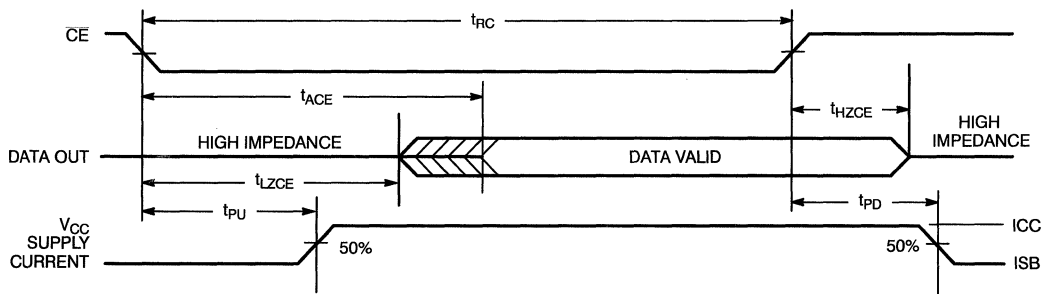 CE
tRC
tACE
tHZCE
DATA OUT
HIGH IMPEDANCE
DATA VALID
HIGH
IMPEDANCE
tLZCE
tPU
tPD
VCC
SUPPLY
CURRENT
50%
50%
ICC
ISB